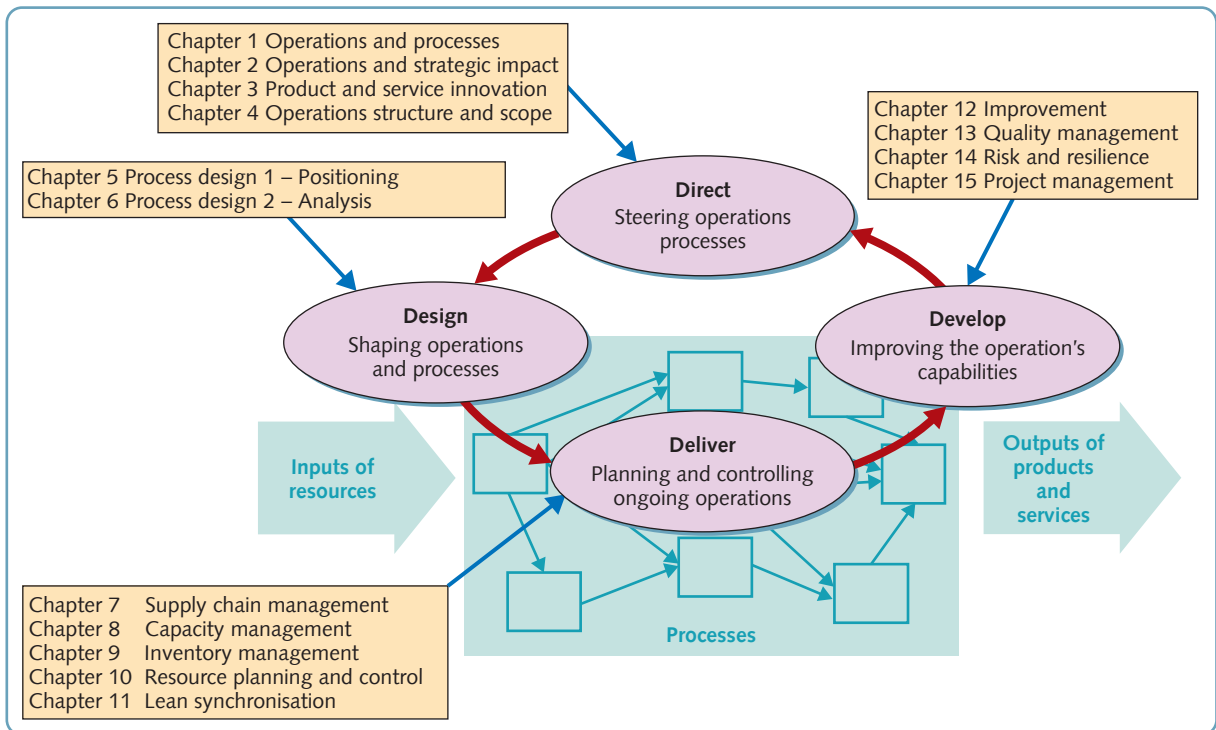 Chapter 1 Operations and processes
Chapter 2 Operations and strategic impact
Chapter 3 Product and service innovation
Chapter 4 Operations structure and scope
Chapter 12 Improvement
Chapter 13 Quality management
Chapter 14 Risk and resilience
Chapter 15 Project management
Chapter 5 Process design 1 – Positioning
Chapter 6 Process design 2 – Analysis
Direct
Steering operations
processes
Design
Shaping operations
and processes
Develop
Improving the operation's
capabilities
Deliver
Planning and controlling
ongoing operations
Inputs of
resources
Outputs of
products
and
services
Processes
Chapter 7 Supply chain management
Chapter 8 Capacity management
Chapter 9 Inventory management
Chapter 10 Resource planning and control
Chapter 11 Lean synchronisation